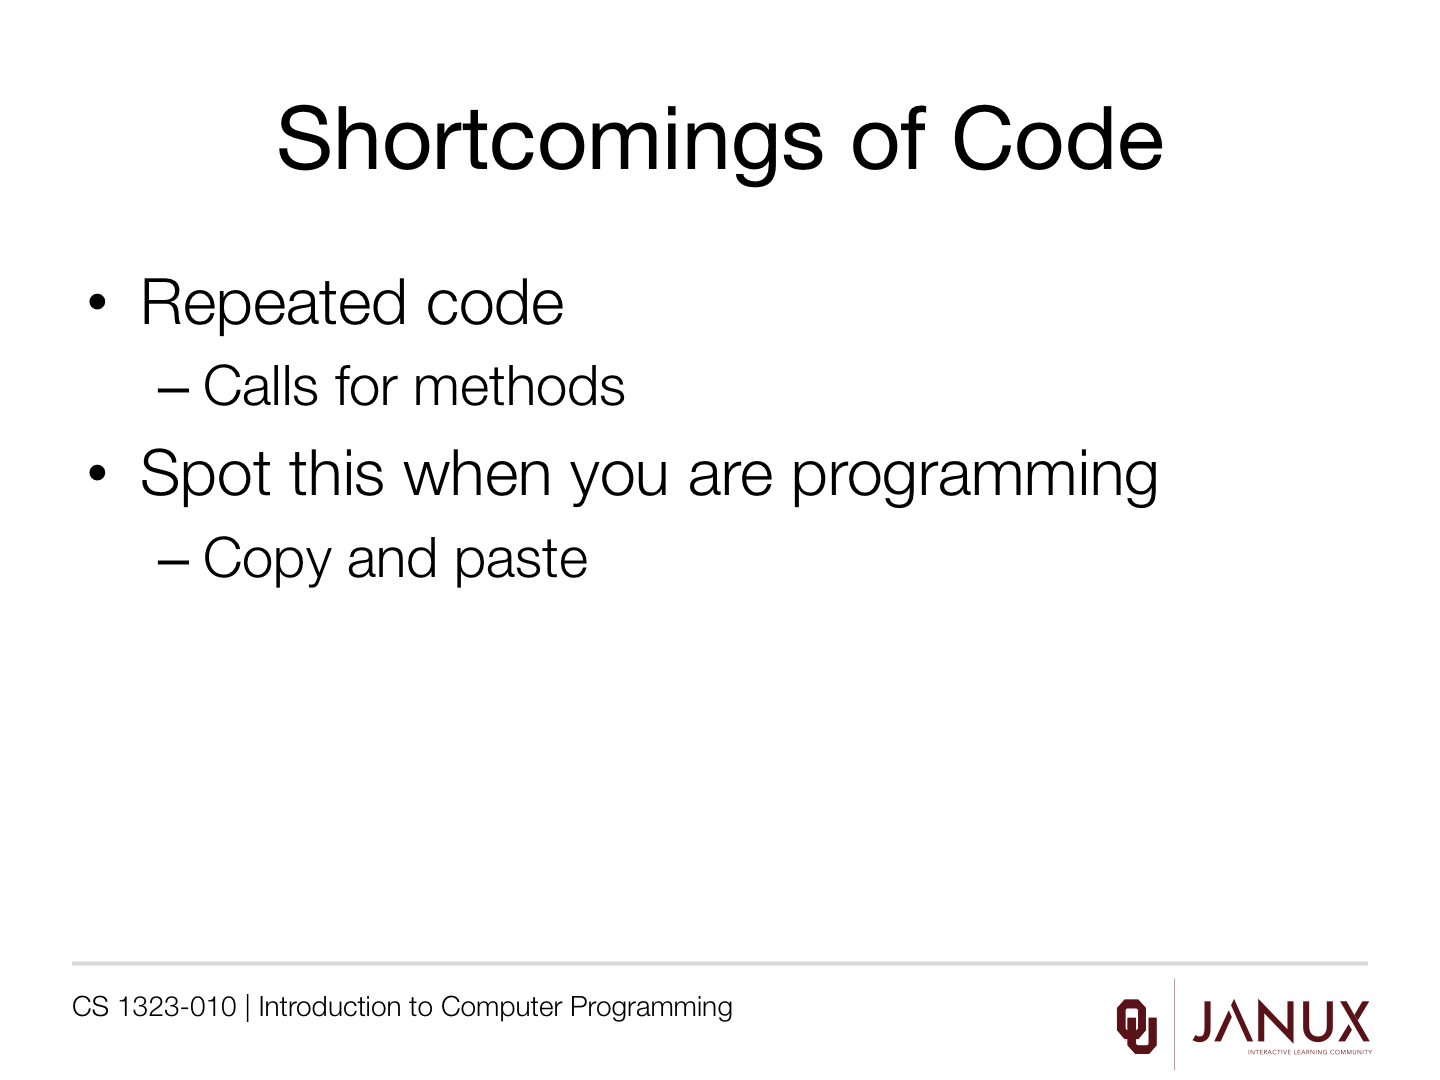 Shortcomings of Code
• Repeated code
– Calls for methods
• Spot this when you are programming
– Copy and paste
CS 1323-010 | Introduction to Computer Programming
OU
JANUX
INTERACTIVE LEARNING COMMUNITY